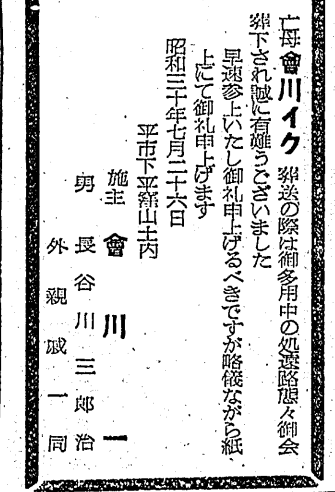 亡母會川イク 葬送の際は御多用中の処遠路態々御会
葬下され誠に有難うございました
早速参上いたし御礼申上げるべきですが略儀ながら紙
上にて御礼申上げます
昭和三十年七月二十六日
平市下平窪山土内
施主 會川一
男 長谷川三郎治
外 親戚一同